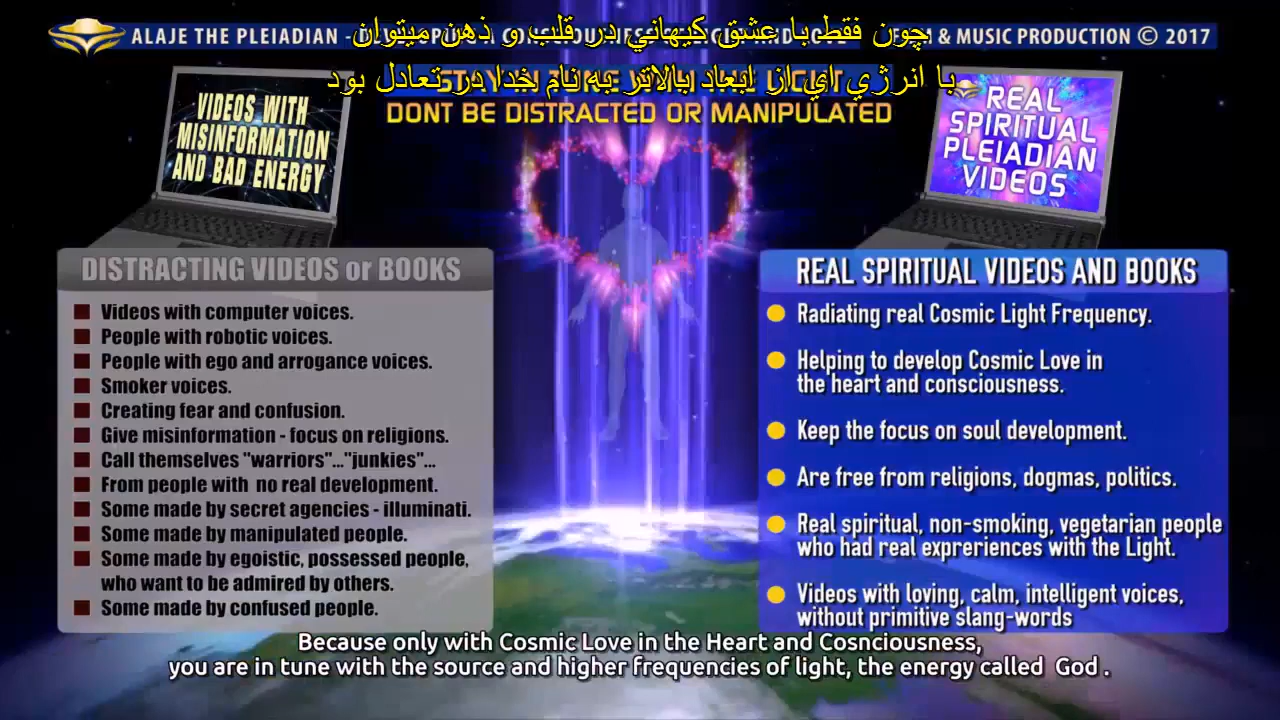 چون فقط با عشق كيهاني در قلب و ذهن ميتوان
با انرژي اي از ابعاد بالاتر به نام خدا در تعادل بود
ALAJE THE PLEIADIAN -
& MUSIC PRODUCTION © 2017
DONT BE DISTRACTED OR MANIPULATED
VIDEOS WITH
MISINFORMATION
AND BAD ENERGY
REAL
SPIRITUAL
PLEIADIAN
VIDEOS
DISTRACTING VIDEOS or BOOKS
Videos with computer voices.
People with robotic voices.
People with ego and arrogance voices.
Smoker voices.
Creating fear and confusion.
Give misinformation - focus on religions.
Call themselves "warriors"..."junkies"...
From people with no real development.
Some made by secret agencies - illuminati.
Some made by manipulated people.
Some made by egoistic, possessed people,
who want to be admired by others.
Some made by confused people.
REAL SPIRITUAL VIDEOS AND BOOKS
Radiating real Cosmic Light Frequency.
Helping to develop Cosmic Love in
the heart and consciousness.
Keep the focus on soul development.
Are free from religions, dogmas, politics.
Real spiritual, non-smoking, vegetarian people
who had real expreriences with the Light.
Videos with loving, calm, intelligent voices,
without primitive slang-words
Because only with Cosmic Love in the Heart and Cosnciousness,
you are in tune with the source and higher frequencies of light, the energy called God .